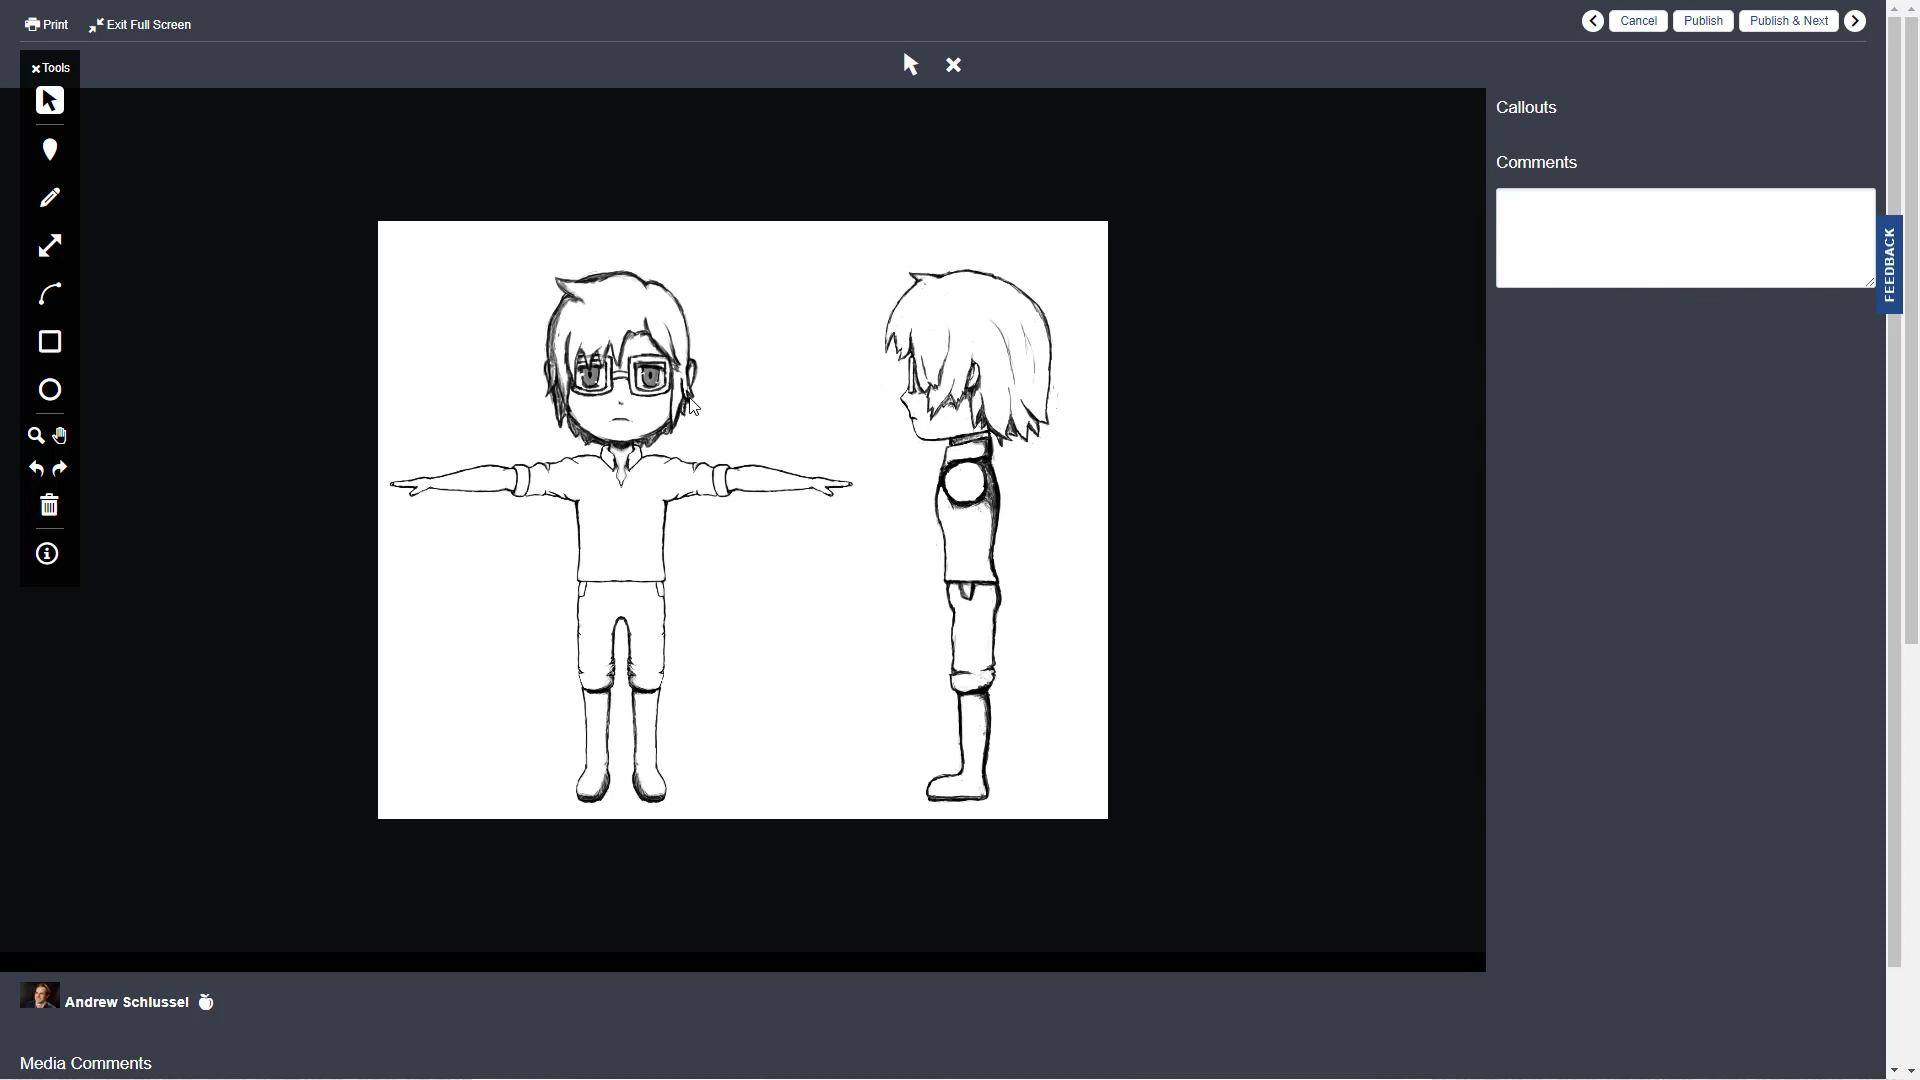 Print
Exit Full Screen
Cancel
Publish
Publish & Next
Tools
Callouts
Comments
FEEDBACK
Andrew Schlussel
Media Comments